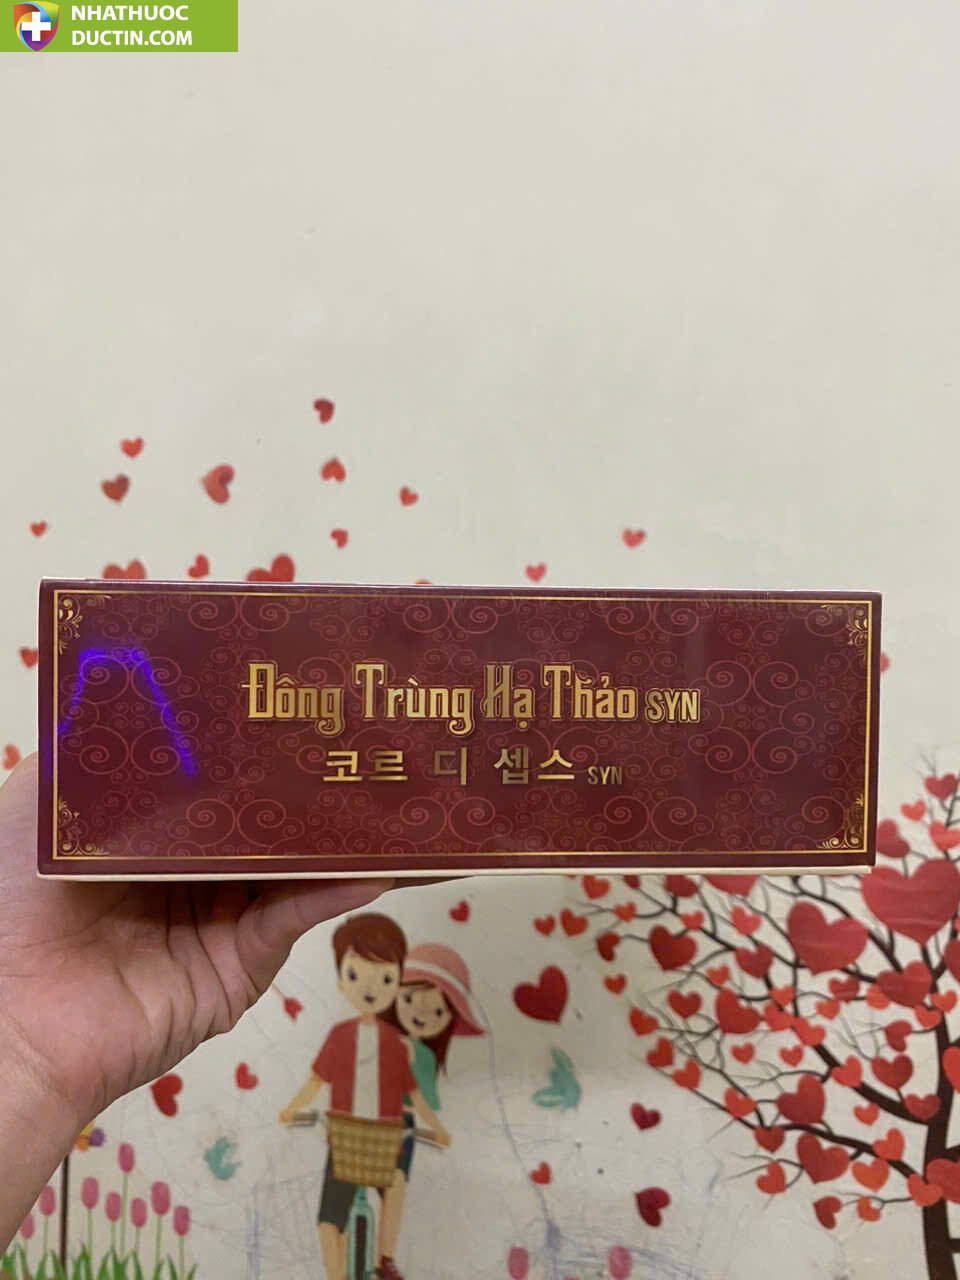 NHATHUOC
DUCTIN.COM
Đông Trùng Hạ Thảo SYN
코르 디 셉스 SYN